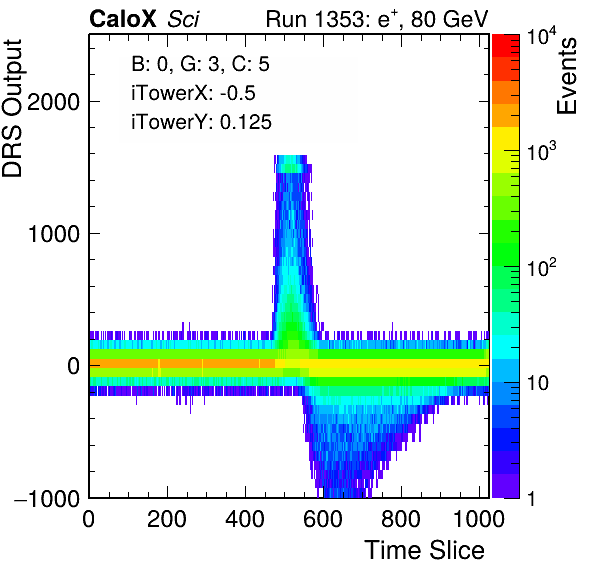 CaloX Sci Run 1353: e⁺, 80 GeV
B: 0, G: 3, C: 5
iTowerX: -0.5
iTowerY: 0.125
DRS Output
2000
1000
0
−1000
0 200 400 600 800 1000
Time Slice
Events
10⁴
10³
10²
10
1